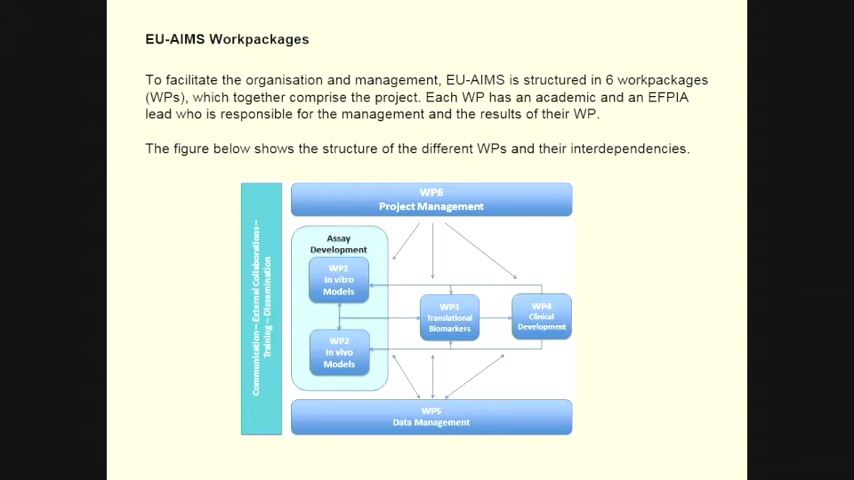 EU-AIMS Workpackages
To facilitate the organisation and management, EU-AIMS is structured in 6 workpackages
(WPs), which together comprise the project. Each WP has an academic and an EFPIA
lead who is responsible for the management and the results of their WP.
The figure below shows the structure of the different WPs and their interdependencies.
Communication – External Collaborations –
Training – Dissemination
WP6
Project Management
Assay
Development
WP1
In vitro
Models
WP2
In vivo
Models
WP3
Translational
Biomarkers
WP4
Clinical
Development
WP5
Data Management